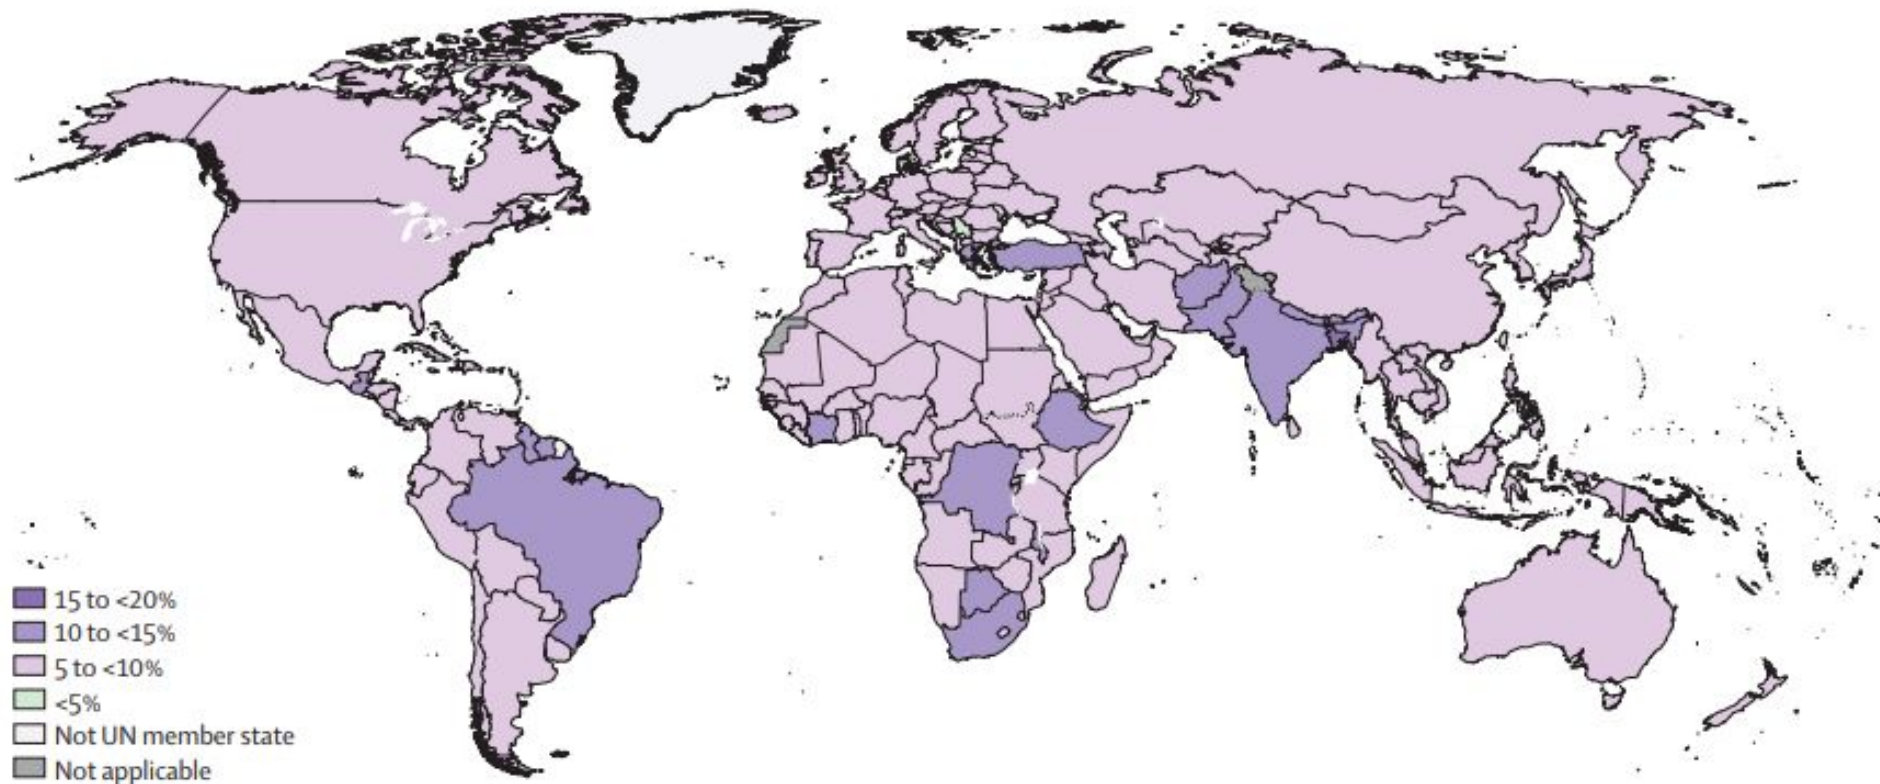 15 to <20%
10 to <15%
5 to <10%
<5%
Not UN member state
Not applicable